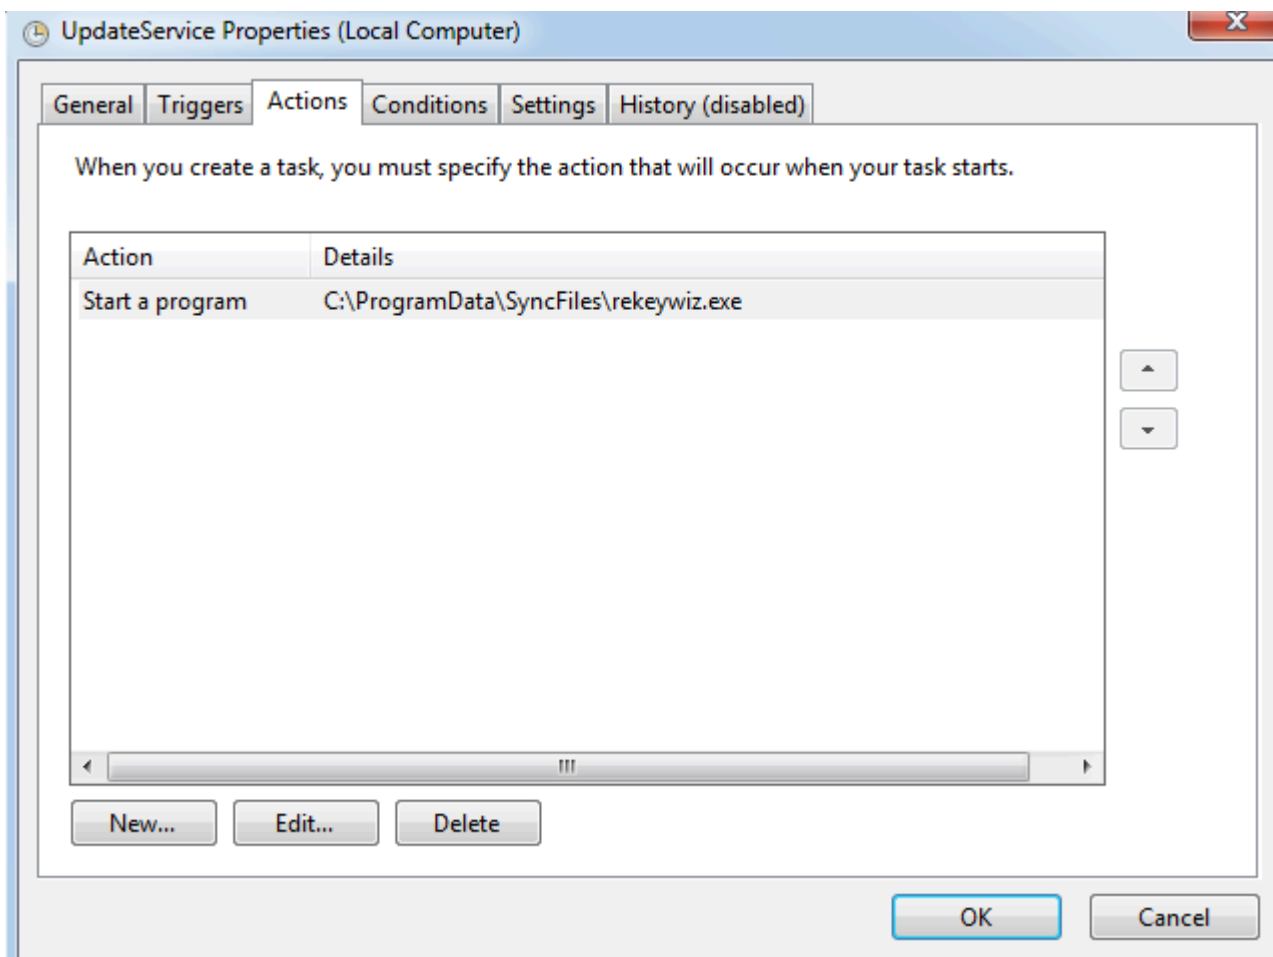 UpdateService Properties (Local Computer)
General Triggers Actions Conditions Settings History (disabled)
When you create a task, you must specify the action that will occur when your task starts.
Action Details
Start a program C:\ProgramData\SyncFiles\rekeywiz.exe
New... Edit... Delete
OK Cancel